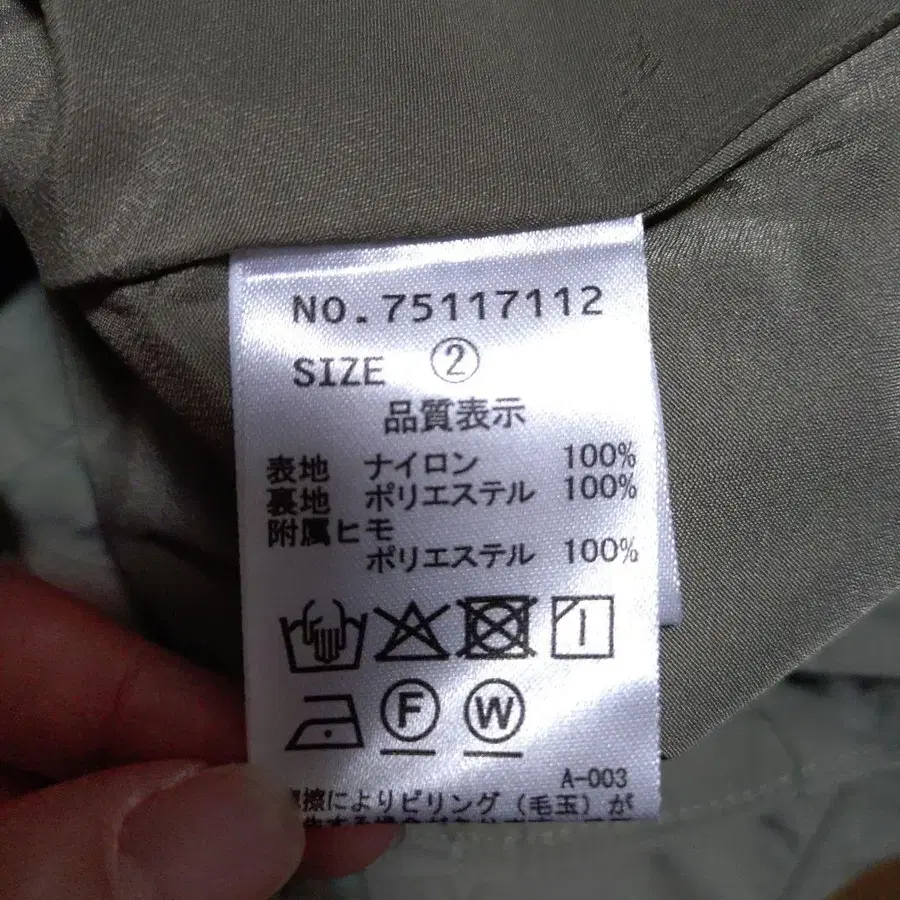 NO.75117112
SIZE ②
品質表示
表地 ナイロン 100%
裏地 ポリエステル 100%
附属ヒモ
ポリエステル 100%
F W
A-003
擦によりピリング(毛玉)が